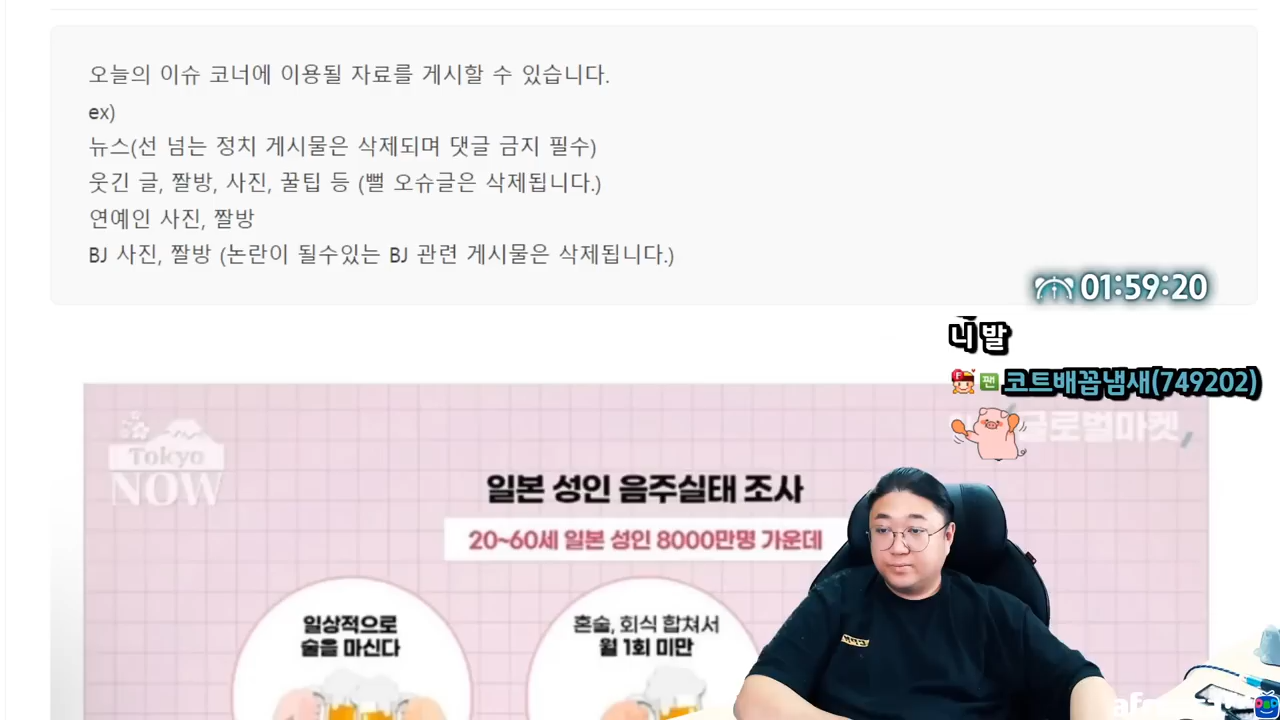 오늘의 이슈 코너에 이용될 자료를 게시할 수 있습니다.
ex)
뉴스(선 넘는 정치 게시물은 삭제되며 댓글 금지 필수)
웃긴 글, 짤방, 사진, 꿀팁 등 (뻘 오슈글은 삭제됩니다.)
연예인 사진, 짤방
BJ 사진, 짤방 (논란이 될수있는 BJ 관련 게시물은 삭제됩니다.)
01:59:20
니 발
코트배꼽냄새(749202)
글로벌마켓
Tokyo
NOW
일본 성인 음주실태 조사
20~60세 일본 성인 8000만명 가운데
일상적으로
술을 마신다
혼술, 회식 합쳐서
월 1회 미만